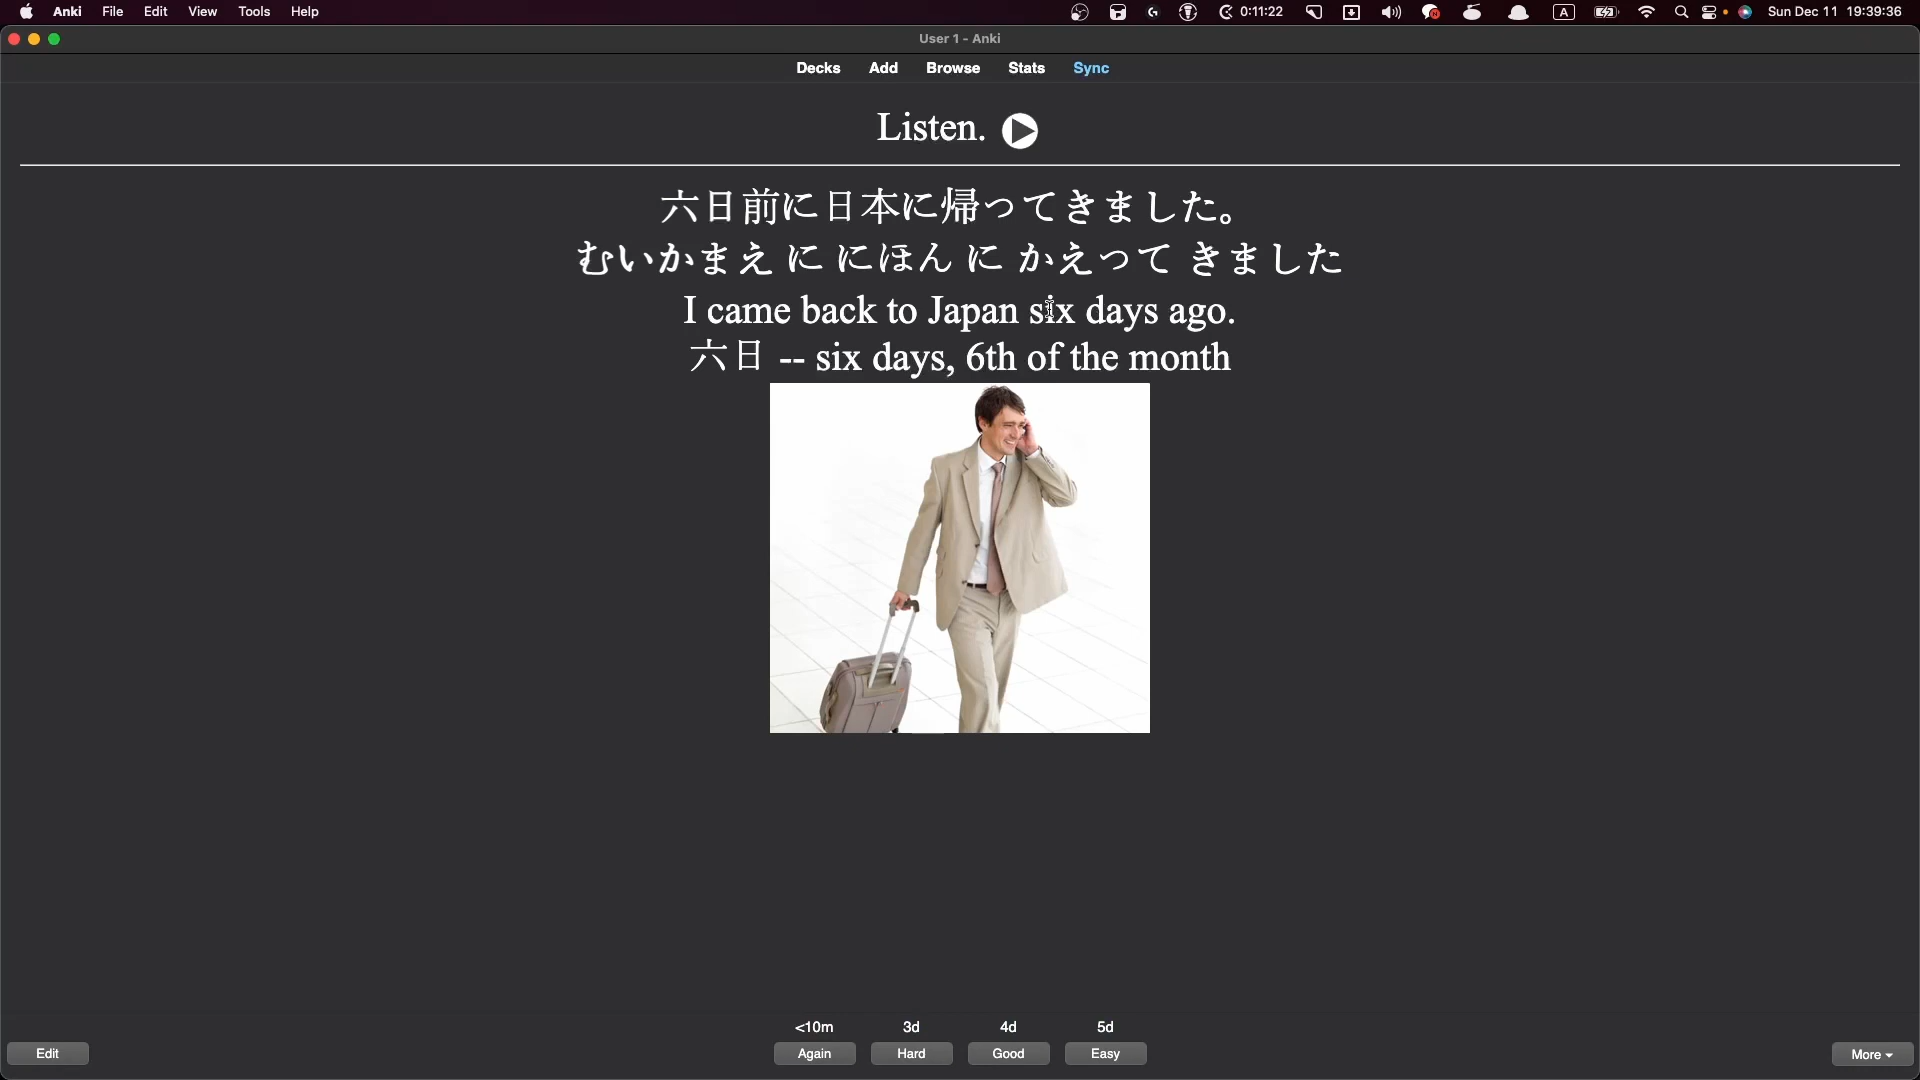 Anki File Edit View Tools Help 0:11:22 A Sun Dec 11 19:39:36
User 1 - Anki
Decks Add Browse Stats Sync
Listen.
六日前に日本に帰ってきました。
むいかまえ に にほん に かえって きました
I came back to Japan six days ago.
六日 -- six days, 6th of the month
<10m 3d 4d 5d
Edit Again Hard Good Easy More